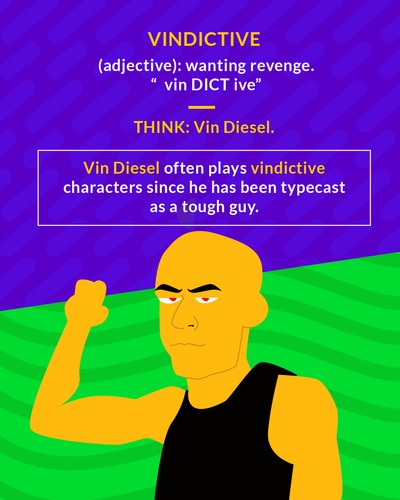 VINDICTIVE
(adjective): wanting revenge.
“ vin DICT ive”
THINK: Vin Diesel.
Vin Diesel often plays vindictive
characters since he has been typecast
as a tough guy.